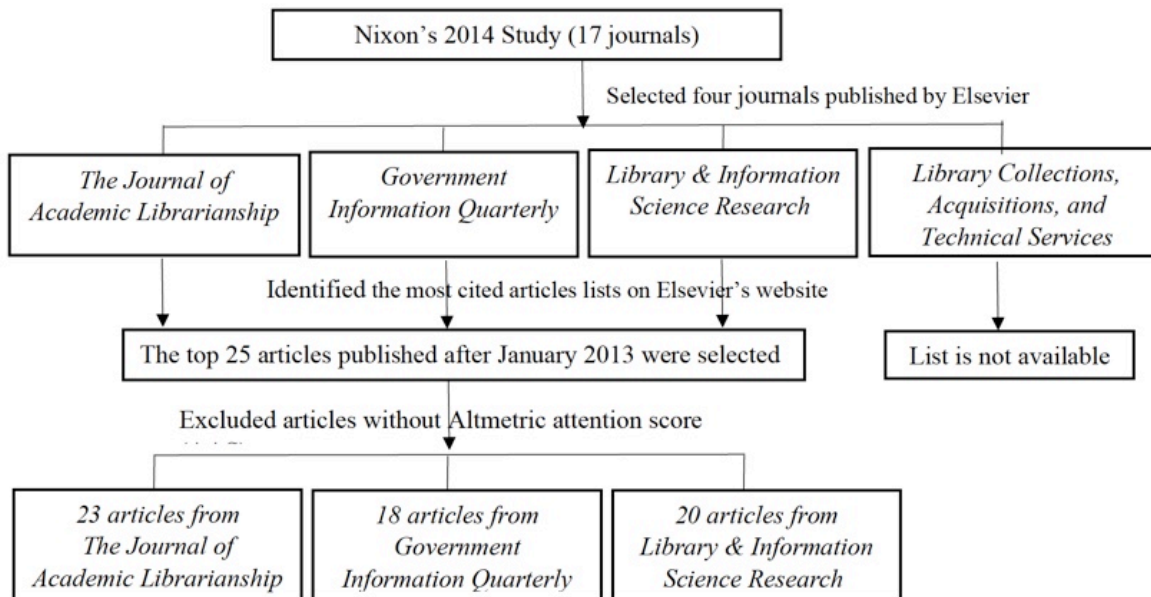 Nixon's 2014 Study (17 journals)
Selected four journals published by Elsevier
The Journal of
Academic Librarianship
Government
Information Quarterly
Library & Information
Science Research
Library Collections,
Acquisitions, and
Technical Services
Identified the most cited articles lists on Elsevier's website
The top 25 articles published after January 2013 were selected
List is not available
Excluded articles without Altmetric attention score
23 articles from
The Journal of
Academic Librarianship
18 articles from
Government
Information Quarterly
20 articles from
Library & Information
Science Research